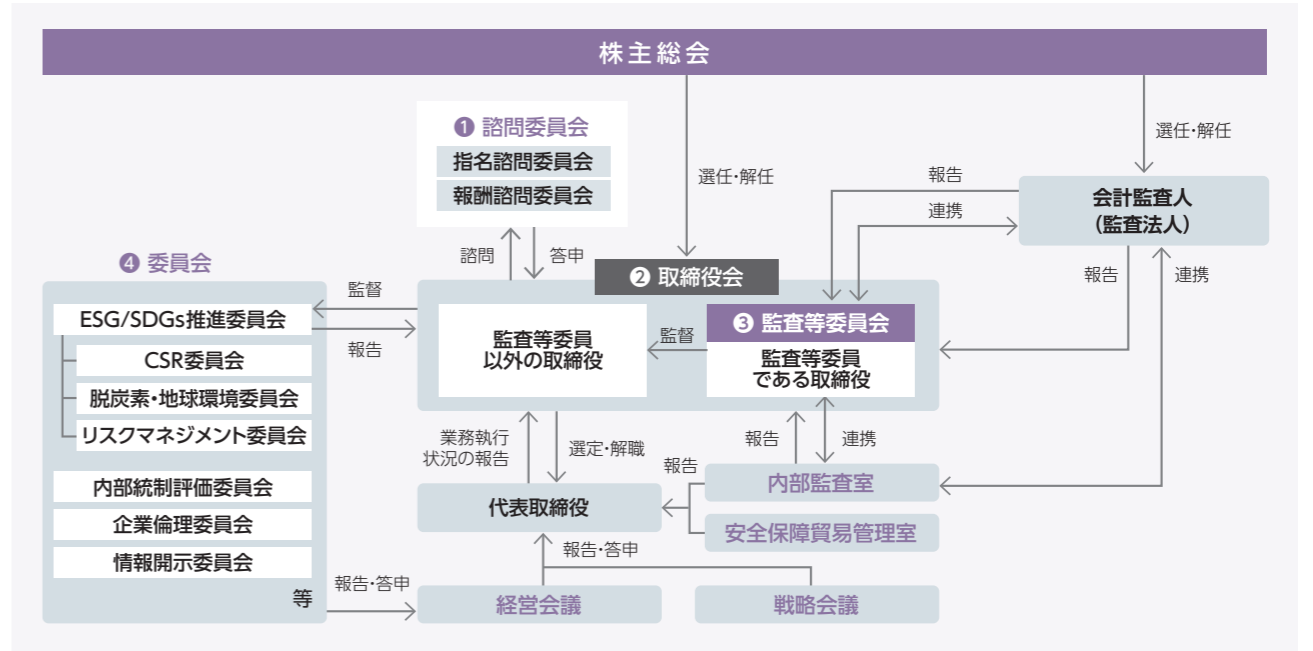 株主総会
❶ 諮問委員会
指名諮問委員会
報酬諮問委員会
選任・解任
選任・解任
報告
連携
会計監査人
（監査法人）
諮問
答申
報告
連携
❹ 委員会
❷ 取締役会
監督
報告
ESG/SDGs推進委員会
CSR委員会
脱炭素・地球環境委員会
リスクマネジメント委員会
内部統制評価委員会
企業倫理委員会
情報開示委員会
等
監査等委員
以外の取締役
監督
❸ 監査等委員会
監査等委員
である取締役
業務執行
状況の報告
選定・解職
報告
連携
報告
内部監査室
代表取締役
安全保障貿易管理室
報告・答申
報告・答申
経営会議
戦略会議